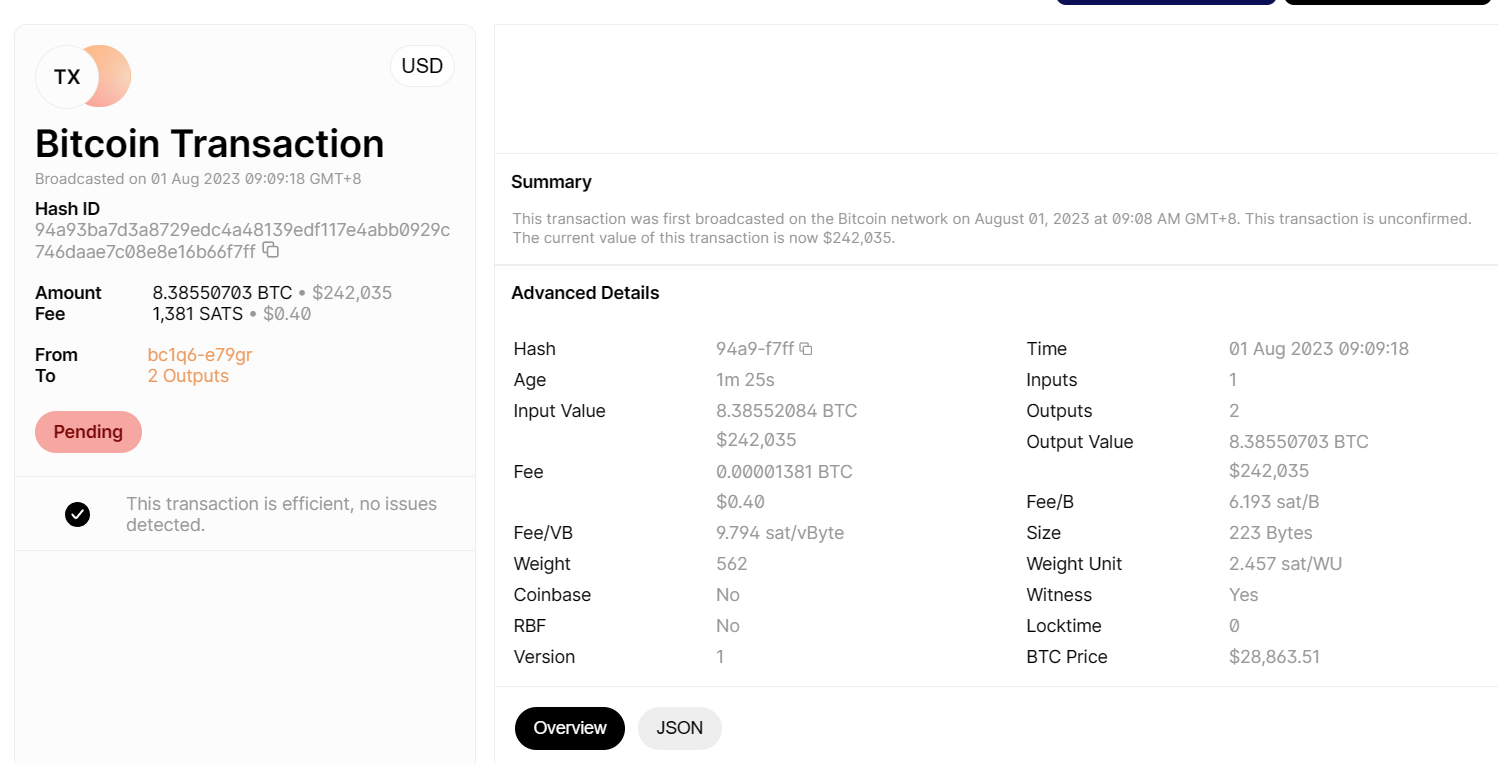 TX
USD
Bitcoin Transaction
Broadcasted on 01 Aug 2023 09:09:18 GMT+8
Hash ID
94a93ba7d3a8729edc4a48139edf117e4abb0929c
746daae7c08e8e16b66f7ff
Amount 8.38550703 BTC • $242,035
Fee 1,381 SATS • $0.40
From bc1q6-e79gr
To 2 Outputs
Pending
This transaction is efficient, no issues
detected.
Summary
This transaction was first broadcasted on the Bitcoin network on August 01, 2023 at 09:08 AM GMT+8. This transaction is unconfirmed.
The current value of this transaction is now $242,035.
Advanced Details
Hash 94a9-f7ff
Age 1m 25s
Input Value 8.38552084 BTC
$242,035
Fee 0.00001381 BTC
$0.40
Fee/VB 9.794 sat/vByte
Weight 562
Coinbase No
RBF No
Version 1
Time 01 Aug 2023 09:09:18
Inputs 1
Outputs 2
Output Value 8.38550703 BTC
$242,035
Fee/B 6.193 sat/B
Size 223 Bytes
Weight Unit 2.457 sat/WU
Witness Yes
Locktime 0
BTC Price $28,863.51
Overview
JSON